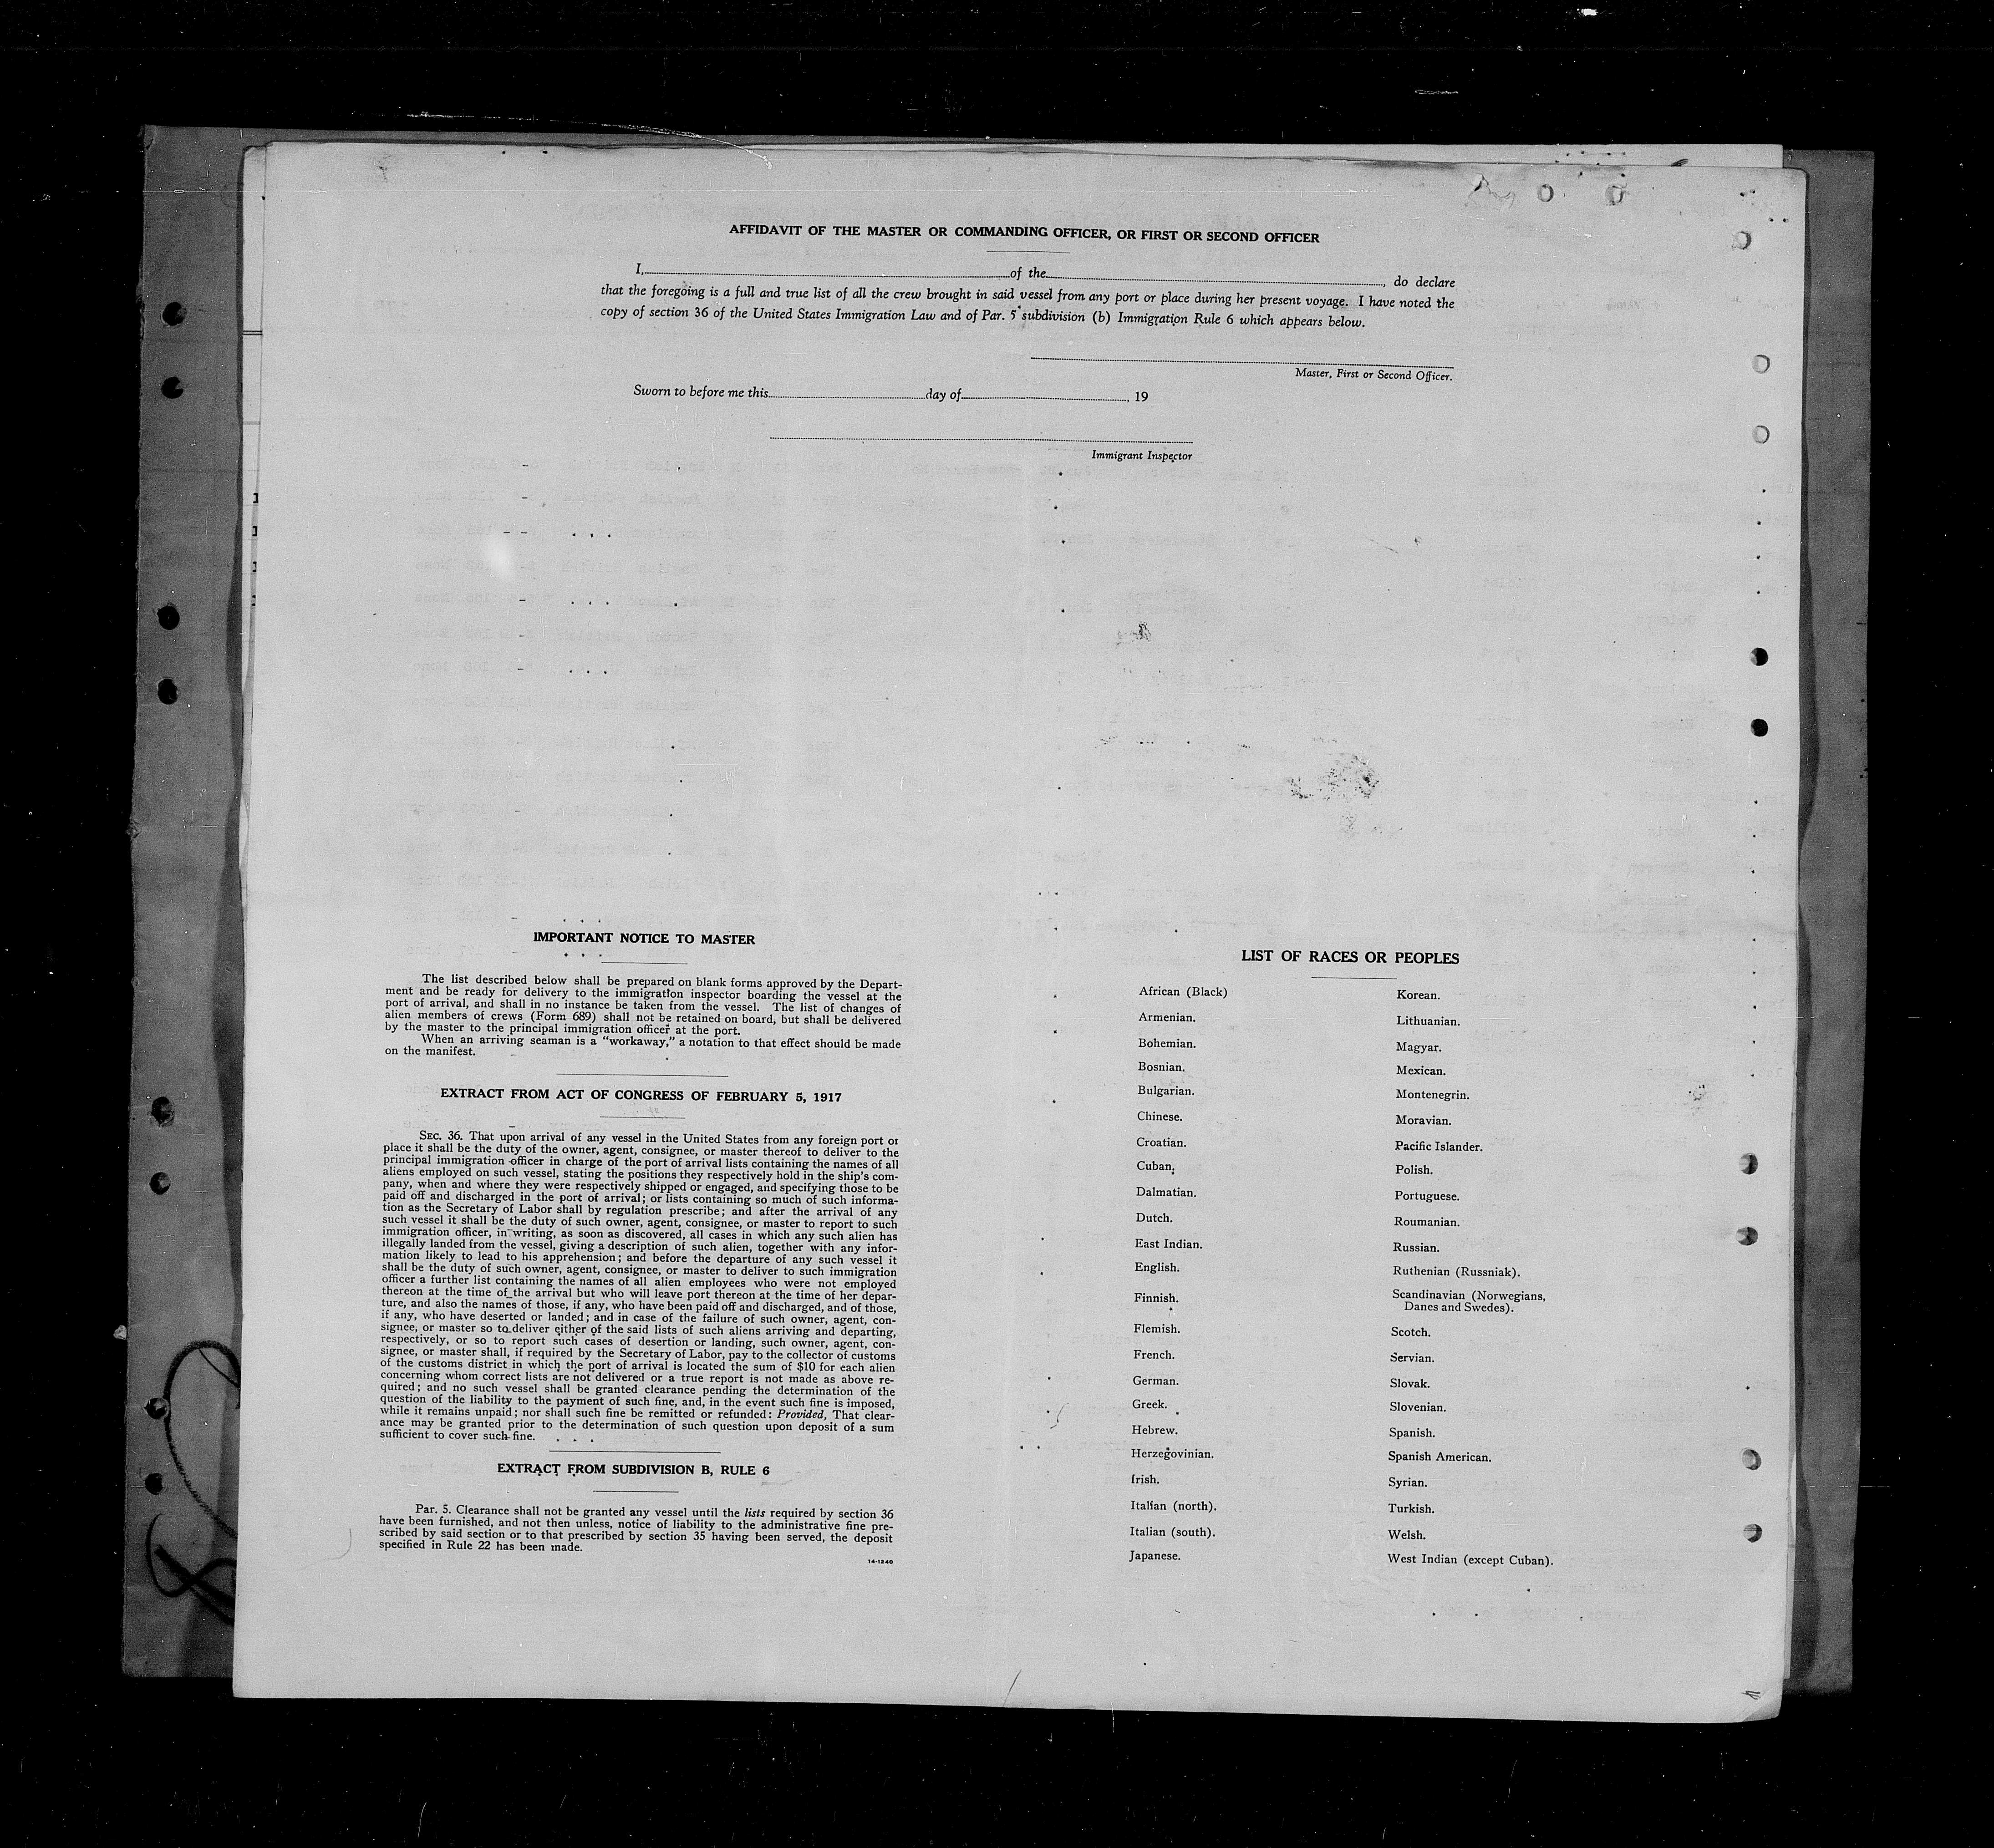 AFFIDAVIT OF THE MASTER OR COMMANDING OFFICER, OR FIRST OR SECOND OFFICER
I, of the , do declare
that the foregoing is a full and true list of all the crew brought in said vessel from any port or place during her present voyage. I have noted the
copy of section 36 of the United States Immigration Law and of Par. 5 subdivision (b) Immigration Rule 6 which appears below.
Master, First or Second Officer.
Sworn to before me this day of , 19
Immigrant Inspector
IMPORTANT NOTICE TO MASTER
The list described below shall be prepared on blank forms approved by the Depart-
ment and be ready for delivery to the immigration inspector boarding the vessel at the
port of arrival, and shall in no instance be taken from the vessel. The list of changes of
alien members of crews (Form 689) shall not be retained on board, but shall be delivered
by the master to the principal immigration officer at the port.
When an arriving seaman is a "workaway," a notation to that effect should be made
on the manifest.
EXTRACT FROM ACT OF CONGRESS OF FEBRUARY 5, 1917
SEC. 36. That upon arrival of any vessel in the United States from any foreign port or
place it shall be the duty of the owner, agent, consignee, or master thereof to deliver to the
principal immigration officer in charge of the port of arrival lists containing the names of all
aliens employed on such vessel, stating the positions they respectively hold in the ship's com-
pany, when and where they were respectively shipped or engaged, and specifying those to be
paid off and discharged in the port of arrival; or lists containing so much of such informa-
tion as the Secretary of Labor shall by regulation prescribe; and after the arrival of any
such vessel it shall be the duty of such owner, agent, consignee, or master to report to such
immigration officer, in writing, as soon as discovered, all cases in which any such alien has
illegally landed from the vessel, giving a description of such alien, together with any infor-
mation likely to lead to his apprehension; and before the departure of any such vessel it
shall be the duty of such owner, agent, consignee, or master to deliver to such immigration
officer a further list containing the names of all alien employees who were not employed
thereon at the time of the arrival but who will leave port thereon at the time of her depar-
ture, and also the names of those, if any, who have been paid off and discharged, and of those,
if any, who have deserted or landed; and in case of the failure of such owner, agent, con-
signee, or master so to deliver either of the said lists of such aliens arriving and departing,
respectively, or so to report such cases of desertion or landing, such owner, agent, con-
signee, or master shall, if required by the Secretary of Labor, pay to the collector of customs
of the customs district in which the port of arrival is located the sum of $10 for each alien
concerning whom correct lists are not delivered or a true report is not made as above re-
quired; and no such vessel shall be granted clearance pending the determination of the
question of the liability to the payment of such fine, and, in the event such fine is imposed,
while it remains unpaid; nor shall such fine be remitted or refunded: Provided, That clear-
ance may be granted prior to the determination of such question upon deposit of a sum
sufficient to cover such fine.
EXTRACT FROM SUBDIVISION B, RULE 6
Par. 5. Clearance shall not be granted any vessel until the lists required by section 36
have been furnished, and not then unless, notice of liability to the administrative fine pre-
scribed by said section or to that prescribed by section 35 having been served, the deposit
specified in Rule 22 has been made.
14-1240
LIST OF RACES OR PEOPLES
African (Black)
Armenian.
Bohemian.
Bosnian.
Bulgarian.
Chinese.
Croatian.
Cuban.
Dalmatian.
Dutch.
East Indian.
English.
Finnish.
Flemish.
French.
German.
Greek.
Hebrew.
Herzegovinian.
Irish.
Italian (north).
Italian (south).
Japanese.
Korean.
Lithuanian.
Magyar.
Mexican.
Montenegrin.
Moravian.
Pacific Islander.
Polish.
Portuguese.
Roumanian.
Russian.
Ruthenian (Russniak).
Scandinavian (Norwegians,
Danes and Swedes).
Scotch.
Servian.
Slovak.
Slovenian.
Spanish.
Spanish American.
Syrian.
Turkish.
Welsh.
West Indian (except Cuban).